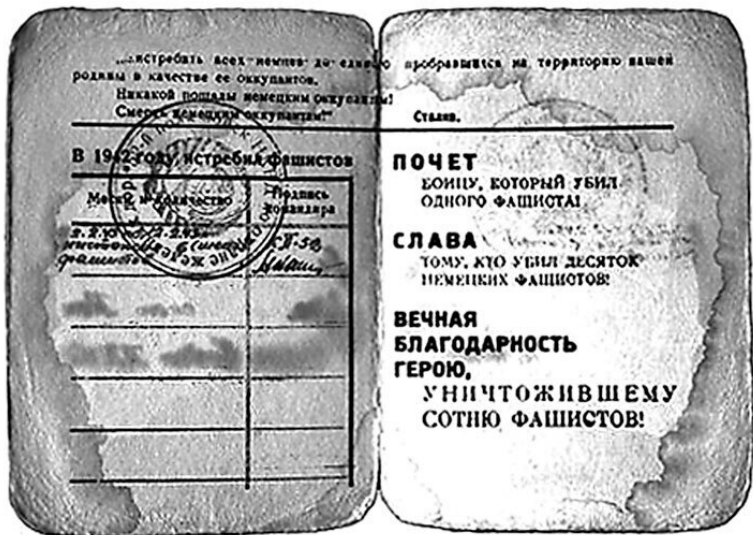 „...истребить всех немцев до единого пробравшихся на территорию нашей
родины в качестве ее оккупантов.
Никакой пощады немецким оккупантам!
Смерть немецким оккупантам!" Сталин.
В 1942 году истребил фашистов
Место и количество
Подпись
командира
фашистов
ПОЧЕТ
БОЙЦУ, КОТОРЫЙ УБИЛ
ОДНОГО ФАШИСТА!
СЛАВА
ТОМУ, КТО УБИЛ ДЕСЯТОК
НЕМЕЦКИХ ФАШИСТОВ!
ВЕЧНАЯ
БЛАГОДАРНОСТЬ
ГЕРОЮ,
УНИЧТОЖИВШЕМУ
СОТНЮ ФАШИСТОВ!